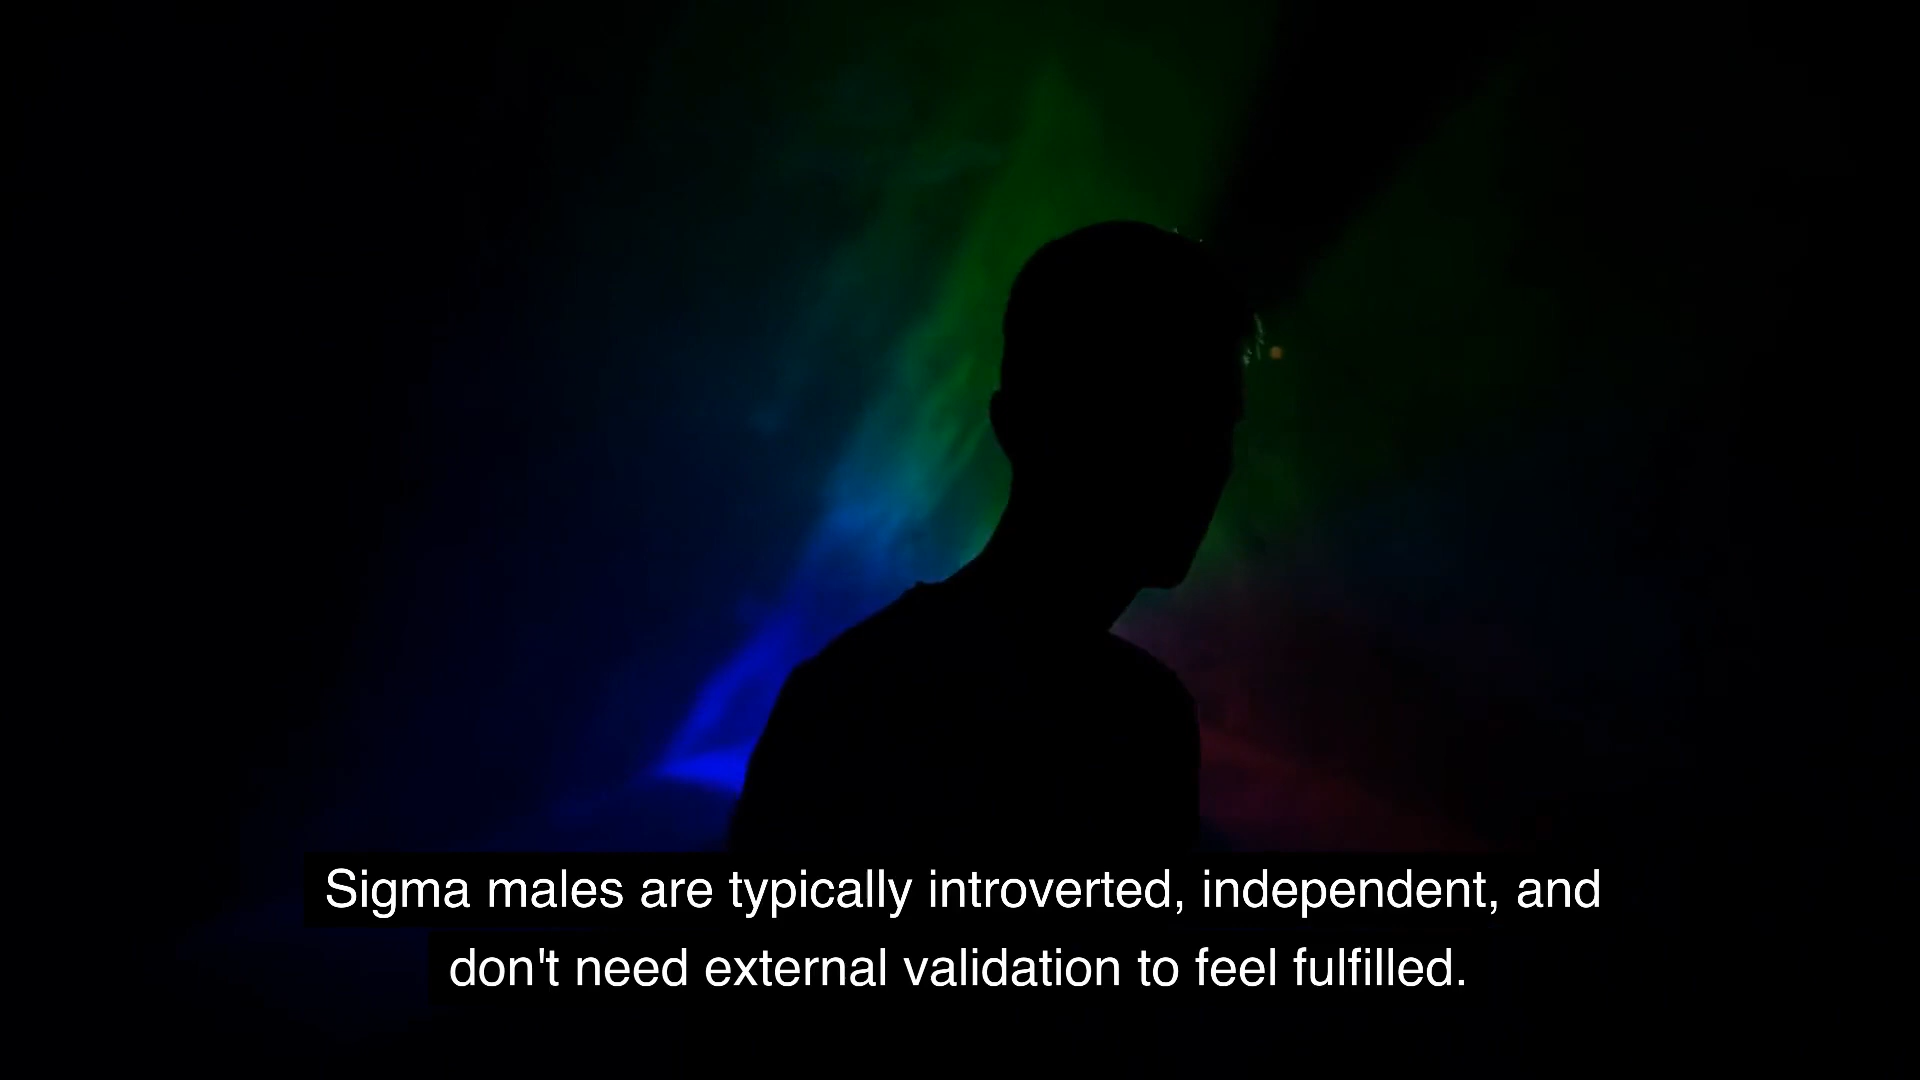 Sigma males are typically introverted, independent, and
don't need external validation to feel fulfilled.